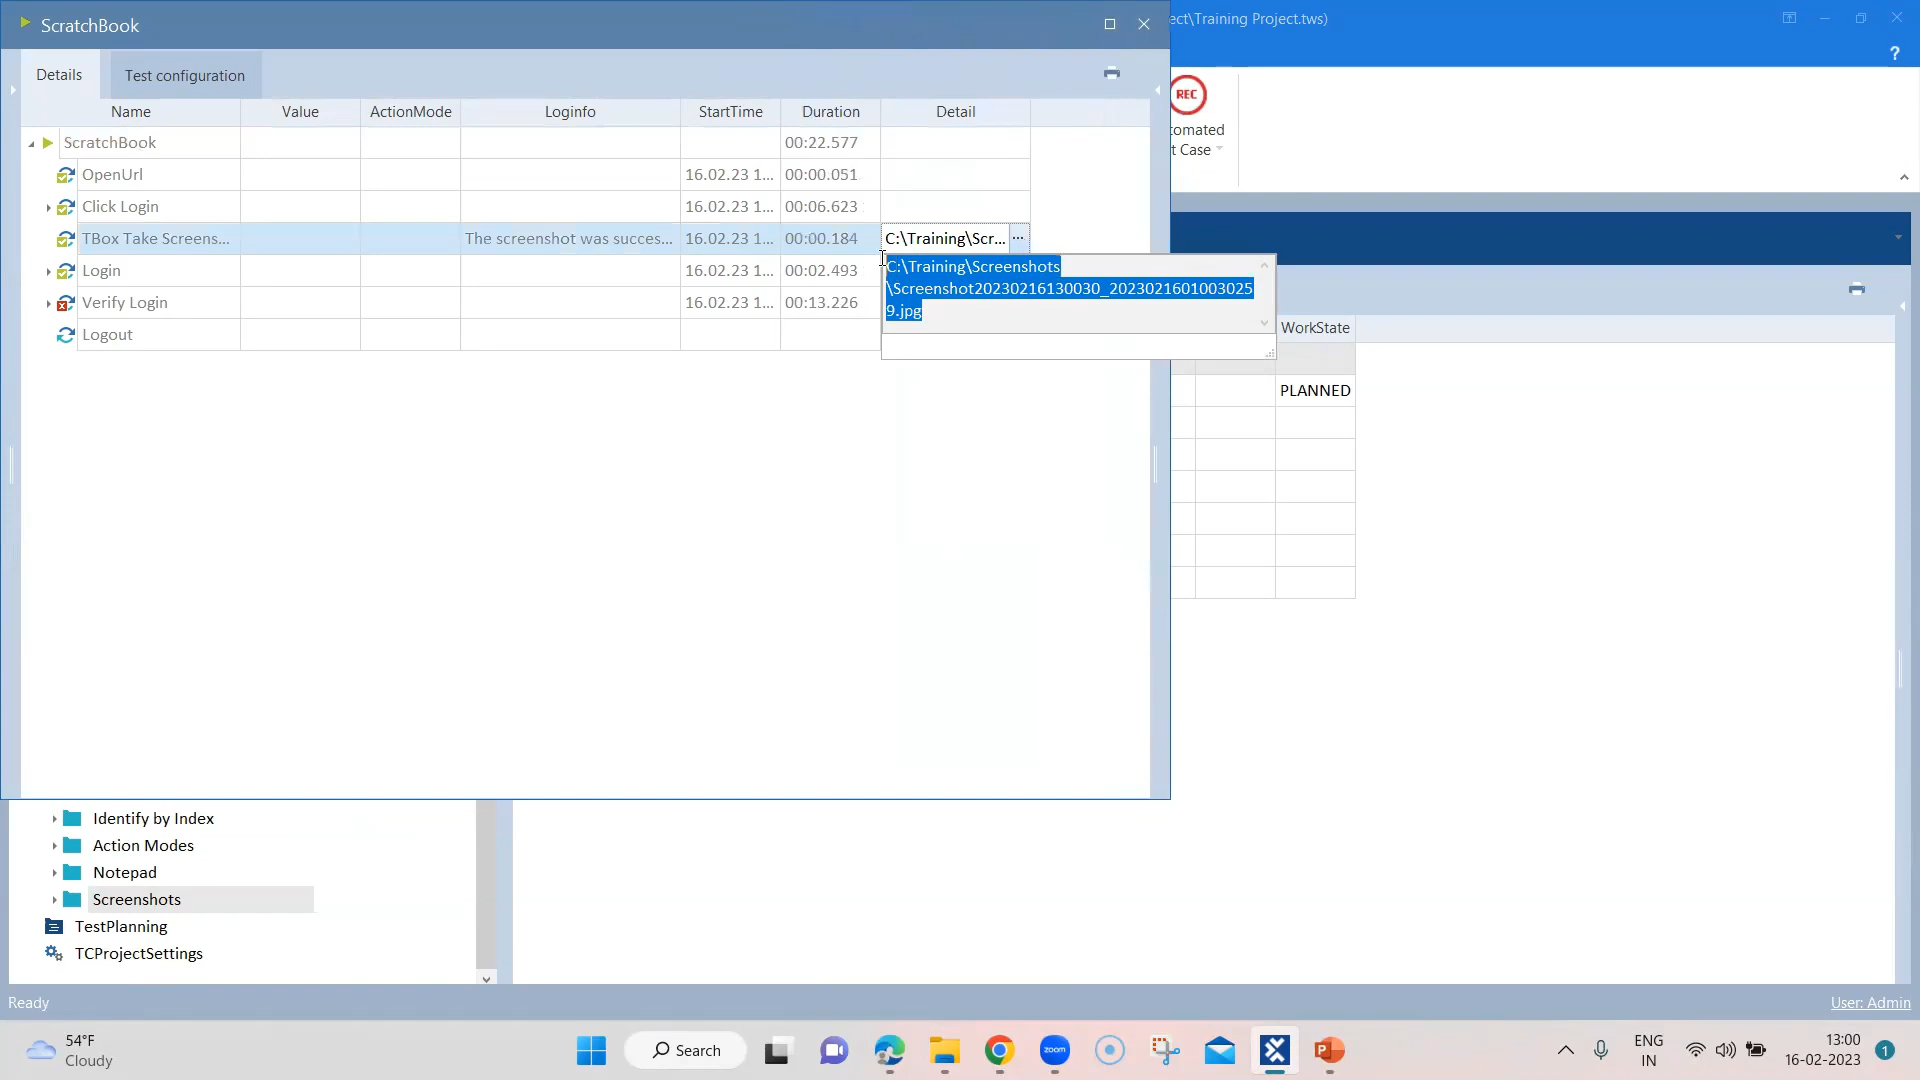 ScratchBook
ect\Training Project.tws)
?
Details
Test configuration
REC
tomated
t Case
Name
Value
ActionMode
Loginfo
StartTime
Duration
Detail
ScratchBook
00:22.577
OpenUrl
16.02.23 1...
00:00.051
Click Login
16.02.23 1...
00:06.623
TBox Take Screens...
The screenshot was succes...
16.02.23 1...
00:00.184
C:\Training\Scr...
...
Login
16.02.23 1...
00:02.493
C:\Training\Screenshots
\Screenshot20230216130030_2023021601003025
9.jpg
Verify Login
16.02.23 1...
00:13.226
Logout
WorkState
PLANNED
Identify by Index
Action Modes
Notepad
Screenshots
TestPlanning
TCProjectSettings
Ready
User: Admin
54°F
Cloudy
Search
zoom
ENG
IN
13:00
16-02-2023
1